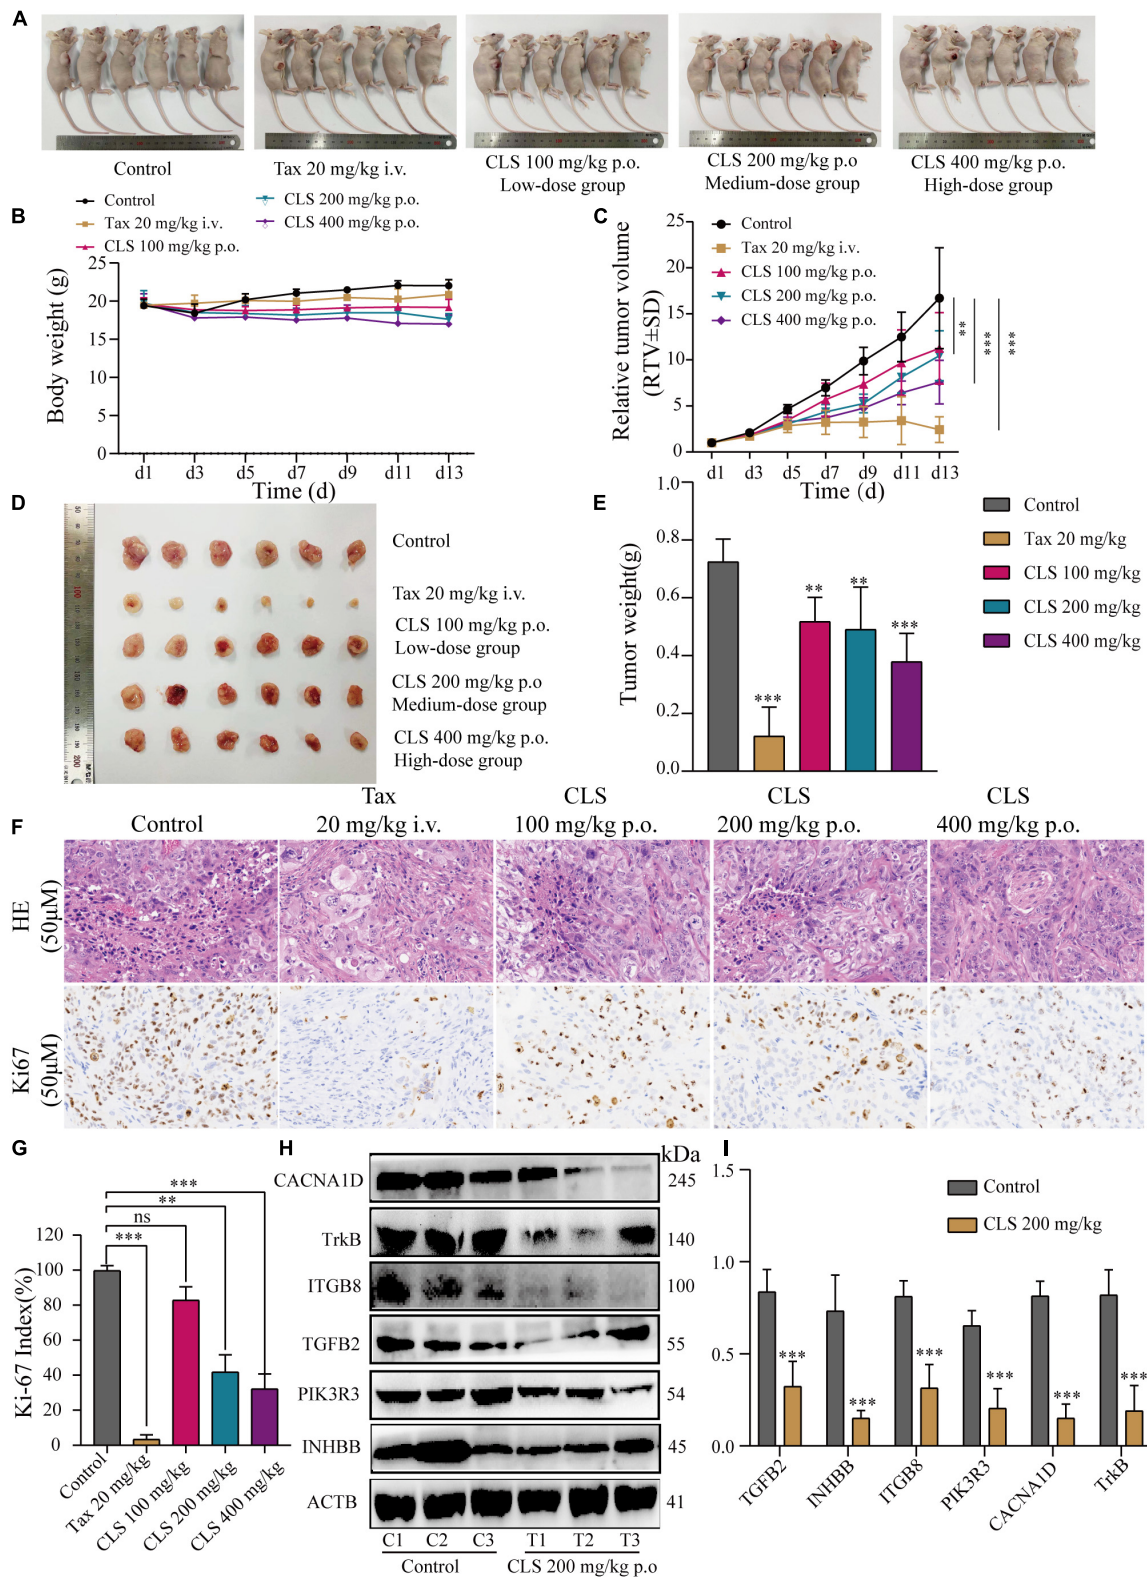 A
Control
Tax 20 mg/kg i.v.
CLS 100 mg/kg p.o.
Low-dose group
CLS 200 mg/kg p.o
Medium-dose group
CLS 400 mg/kg p.o.
High-dose group
B
Control
Tax 20 mg/kg i.v.
CLS 100 mg/kg p.o.
CLS 200 mg/kg p.o.
CLS 400 mg/kg p.o.
Body weight (g)
25
20
15
10
5
0
d1 d3 d5 d7 d9 d11 d13
Time (d)
C
Control
Tax 20 mg/kg i.v.
CLS 100 mg/kg p.o.
CLS 200 mg/kg p.o.
CLS 400 mg/kg p.o.
Relative tumor volume
(RTV±SD)
25
20
15
10
5
0
d1 d3 d5 d7 d9 d11 d13
Time (d)
** *** ***
D
Control
Tax 20 mg/kg i.v.
CLS 100 mg/kg p.o.
Low-dose group
CLS 200 mg/kg p.o
Medium-dose group
CLS 400 mg/kg p.o.
High-dose group
E
Tumor weight(g)
1.0
0.8
0.6
0.4
0.2
0.0
*** ** ** ***
Control
Tax 20 mg/kg
CLS 100 mg/kg
CLS 200 mg/kg
CLS 400 mg/kg
F
Control
Tax
20 mg/kg i.v.
CLS
100 mg/kg p.o.
CLS
200 mg/kg p.o.
CLS
400 mg/kg p.o.
HE
(50μM)
Ki67
(50μM)
G
Ki-67 Index(%)
120
100
80
60
40
20
0
***
**
ns
***
Control
Tax 20 mg/kg
CLS 100 mg/kg
CLS 200 mg/kg
CLS 400 mg/kg
H
kDa
CACNA1D 245
TrkB 140
ITGB8 100
TGFB2 55
PIK3R3 54
INHBB 45
ACTB 41
C1 C2 C3 T1 T2 T3
Control CLS 200 mg/kg p.o
I
Control
CLS 200 mg/kg
1.5
1.0
0.5
0.0
*** *** *** *** *** ***
TGFB2
INHBB
ITGB8
PIK3R3
CACNA1D
TrkB